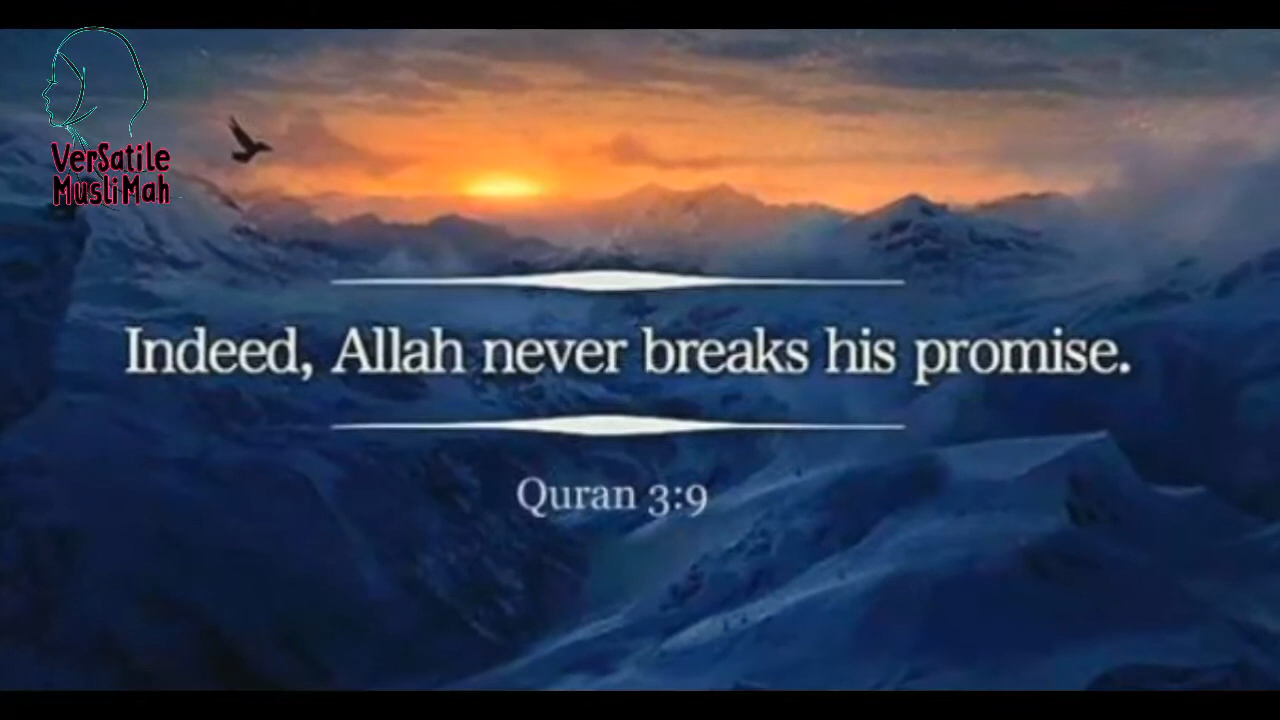 VerSatile
MusliMah
Indeed, Allah never breaks his promise.
Quran 3:9